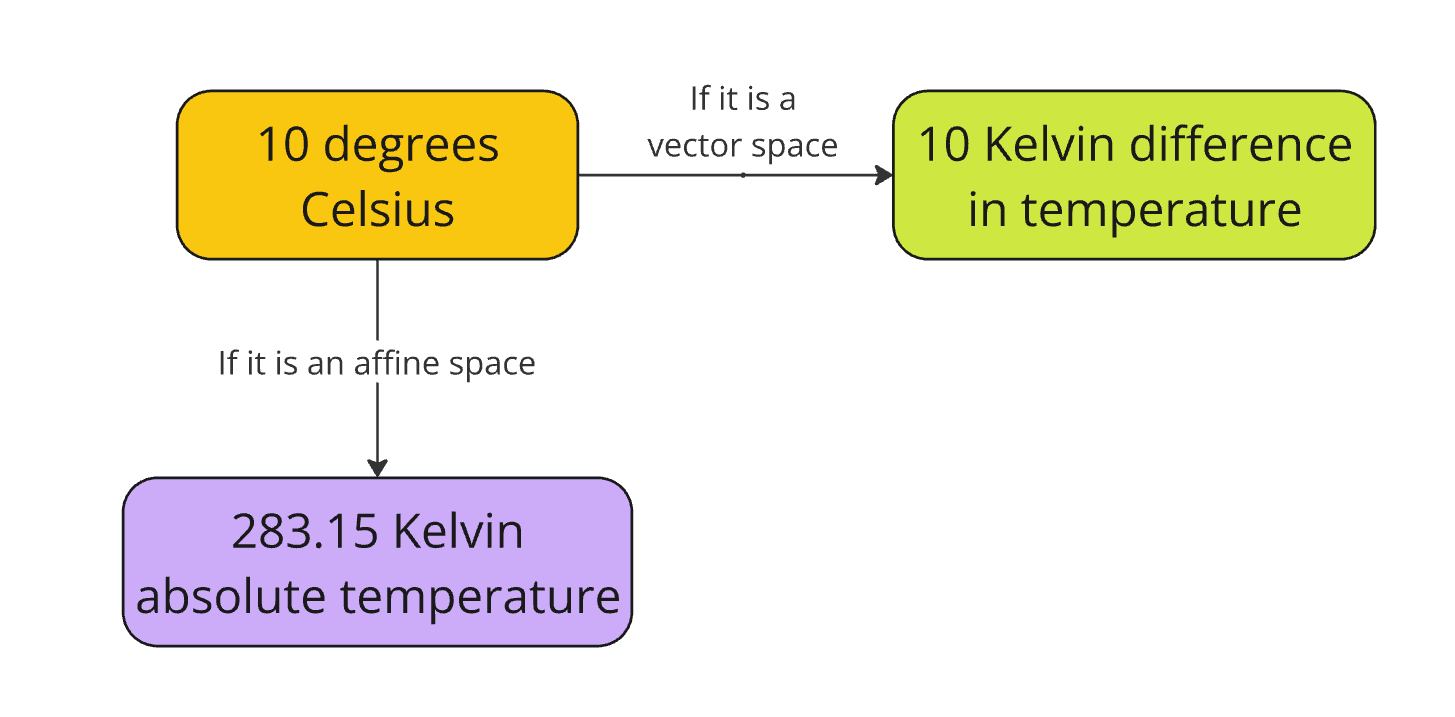 10 degrees
Celsius
If it is a
vector space
10 Kelvin difference
in temperature
If it is an affine space
283.15 Kelvin
absolute temperature